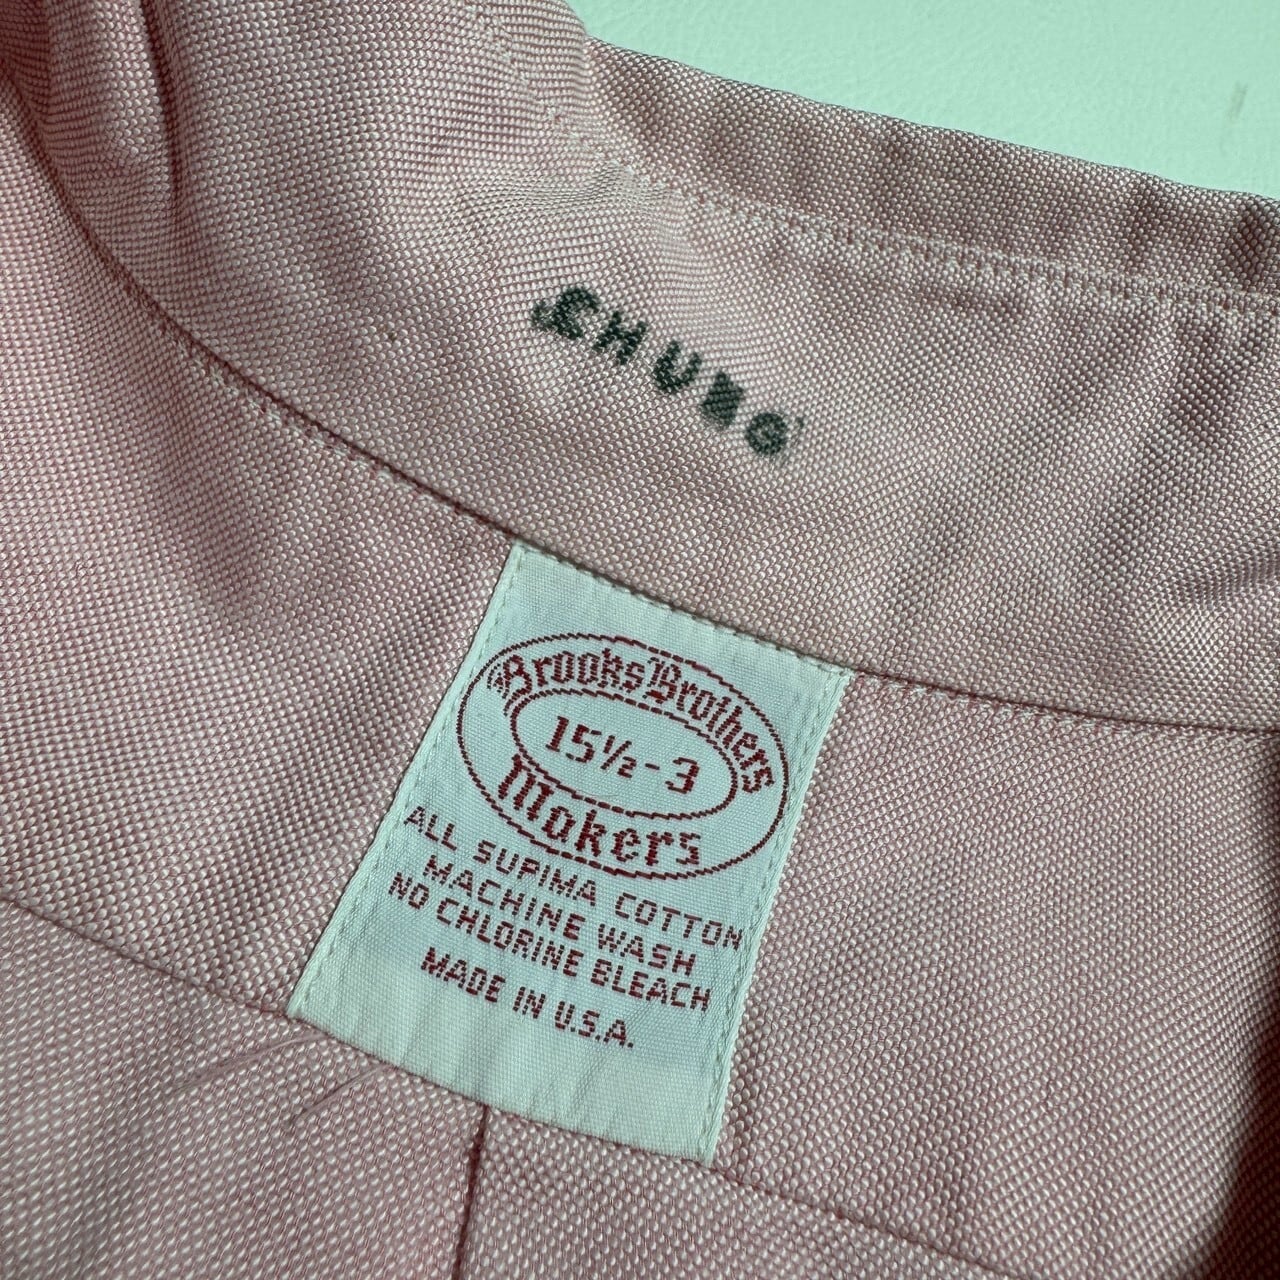 CHUNG
Brooks Brothers
15½-3
Makers
ALL SUPIMA COTTON
MACHINE WASH
NO CHLORINE BLEACH
MADE IN U.S.A.